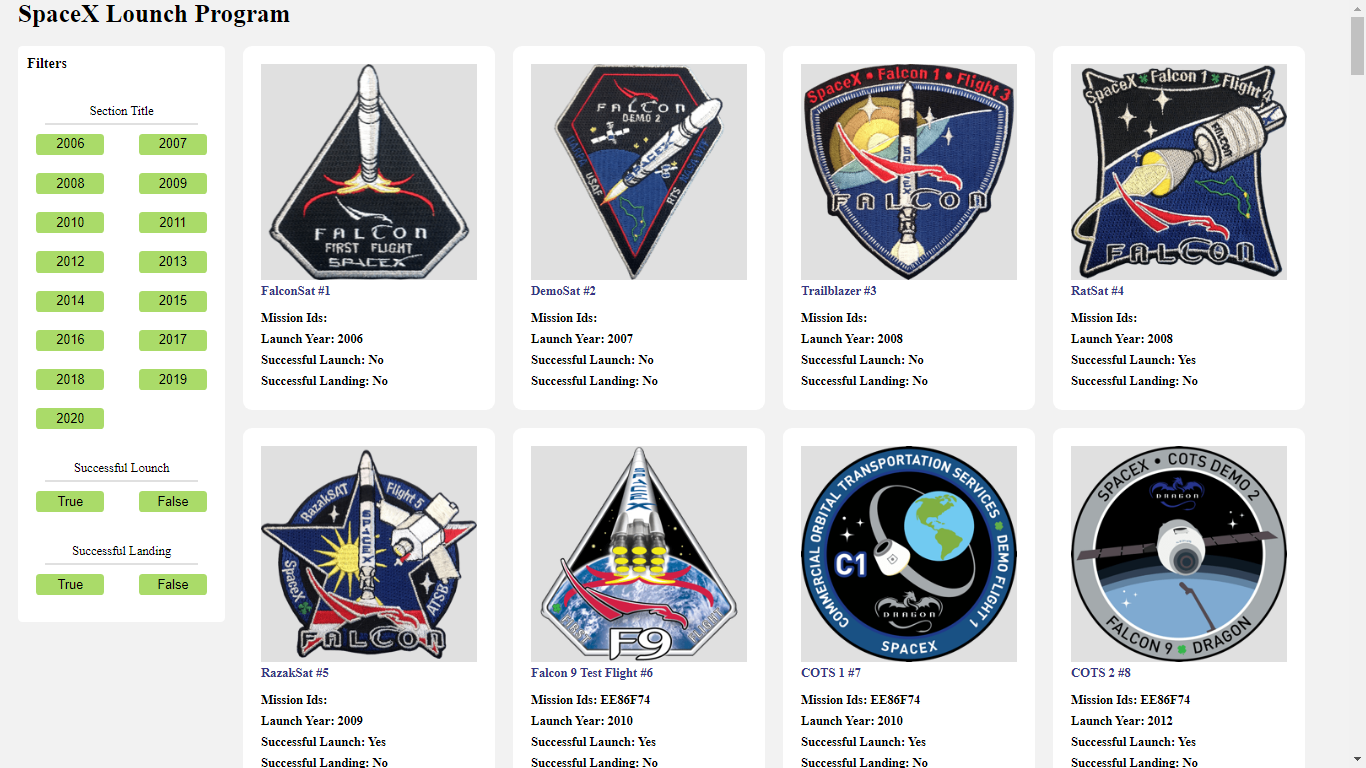 SpaceX Lounch Program
Filters
Section Title
2006 2007
2008 2009
2010 2011
2012 2013
2014 2015
2016 2017
2018 2019
2020
Successful Lounch
True False
Successful Landing
True False
FALCON
FIRST FLIGHT
SPACEX
FalconSat #1
Mission Ids:
Launch Year: 2006
Successful Launch: No
Successful Landing: No
FALCON
DEMO 2
SPACEX
USAF
RTS
DemoSat #2
Mission Ids:
Launch Year: 2007
Successful Launch: No
Successful Landing: No
SpaceX • Falcon 1 • Flight 3
SPACEX
FALCON
Trailblazer #3
Mission Ids:
Launch Year: 2008
Successful Launch: No
Successful Landing: No
SpaceX Falcon 1 Flight 4
FALCON
FALCON
RatSat #4
Mission Ids:
Launch Year: 2008
Successful Launch: Yes
Successful Landing: No
RazakSAT
Flight 5
SPACEX
SpaceX
ATSB
FALCON
RazakSat #5
Mission Ids:
Launch Year: 2009
Successful Launch: Yes
Successful Landing: No
SPACEX
FIRST
FLIGHT
F9
Falcon 9 Test Flight #6
Mission Ids: EE86F74
Launch Year: 2010
Successful Launch: Yes
Successful Landing: No
COMMERCIAL ORBITAL TRANSPORTATION SERVICES
DEMO FLIGHT 1
C1
DRAGON
SPACEX
COTS 1 #7
Mission Ids: EE86F74
Launch Year: 2010
Successful Launch: Yes
Successful Landing: No
SPACEX • COTS DEMO 2
DRAGON
FALCON 9 DRAGON
COTS 2 #8
Mission Ids: EE86F74
Launch Year: 2012
Successful Launch: Yes
Successful Landing: No